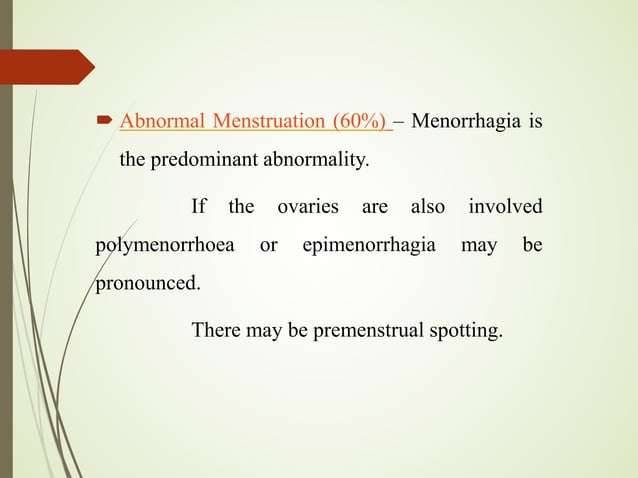 Abnormal Menstruation (60%) – Menorrhagia is
the predominant abnormality.
If the ovaries are also involved
polymenorrhoea or epimenorrhagia may be
pronounced.
There may be premenstrual spotting.